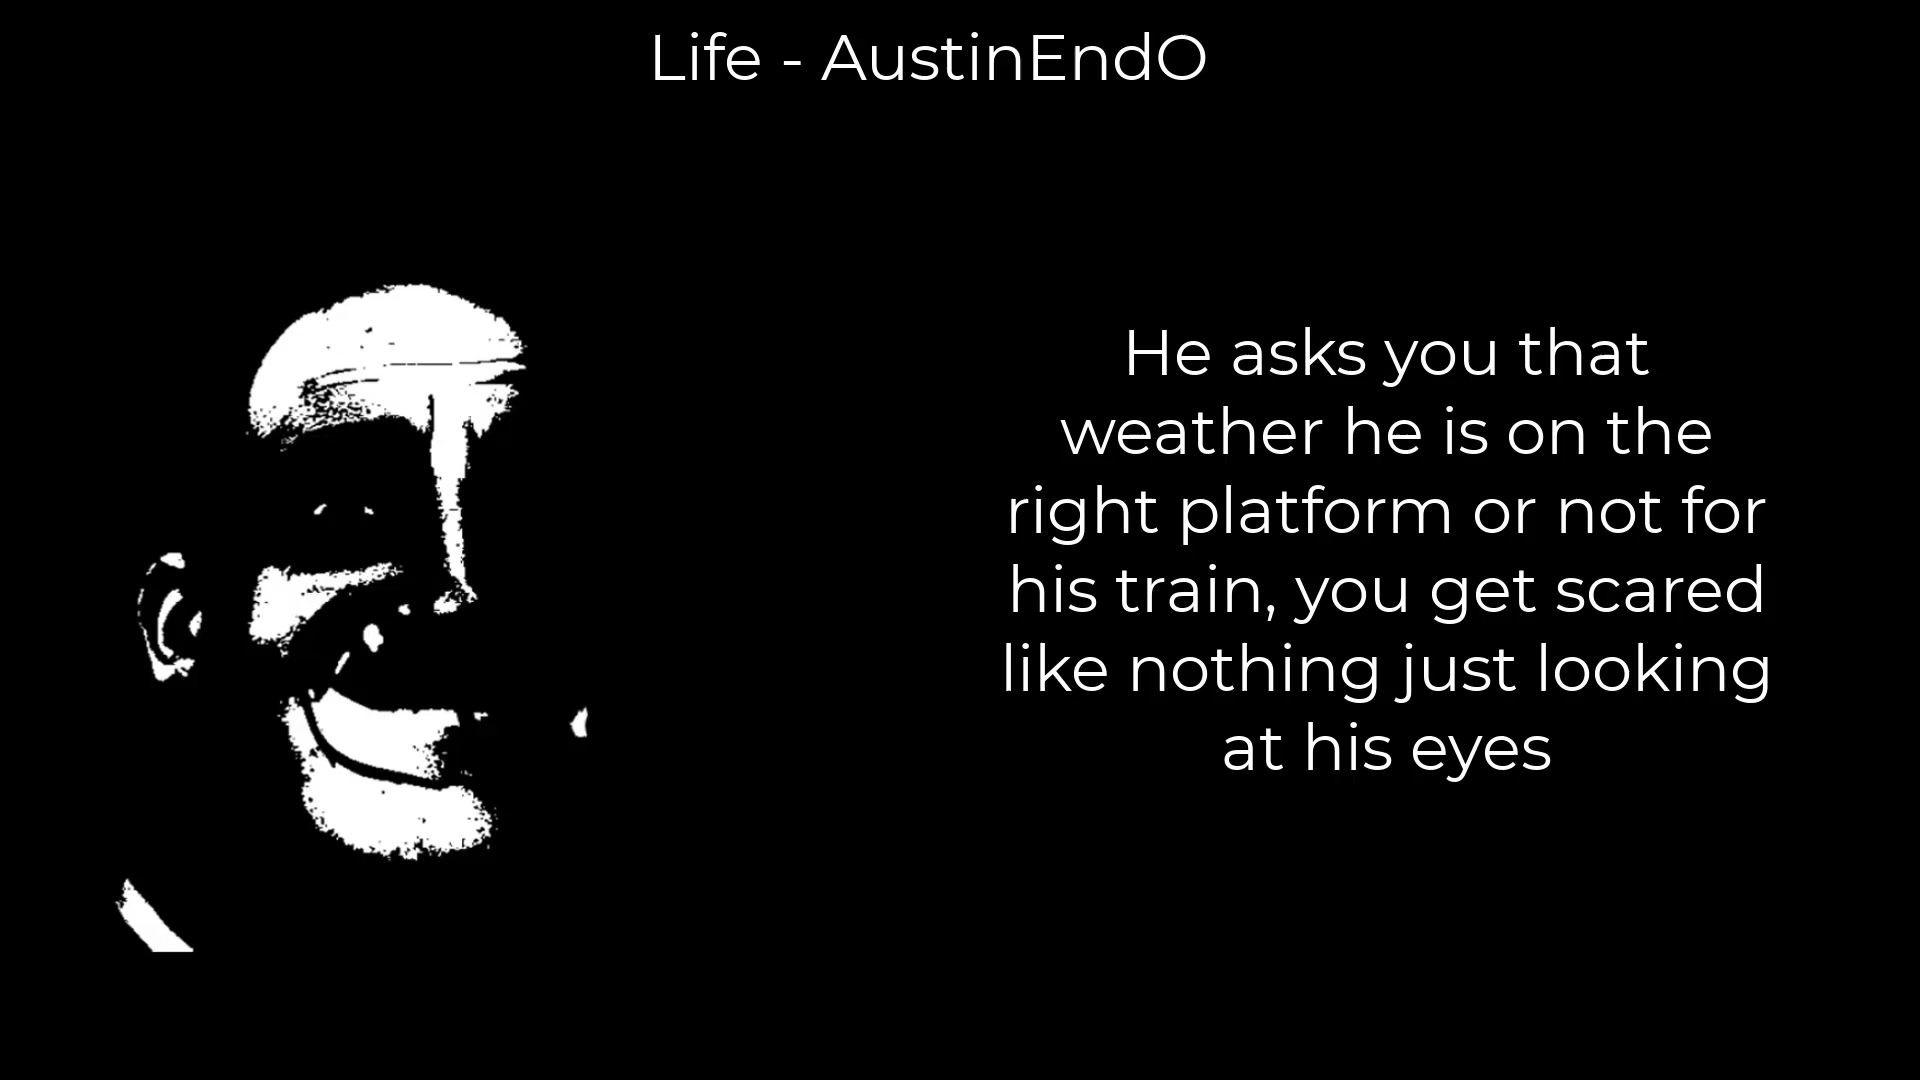 Life - AustinEndO
He asks you that
weather he is on the
right platform or not for
his train, you get scared
like nothing just looking
at his eyes